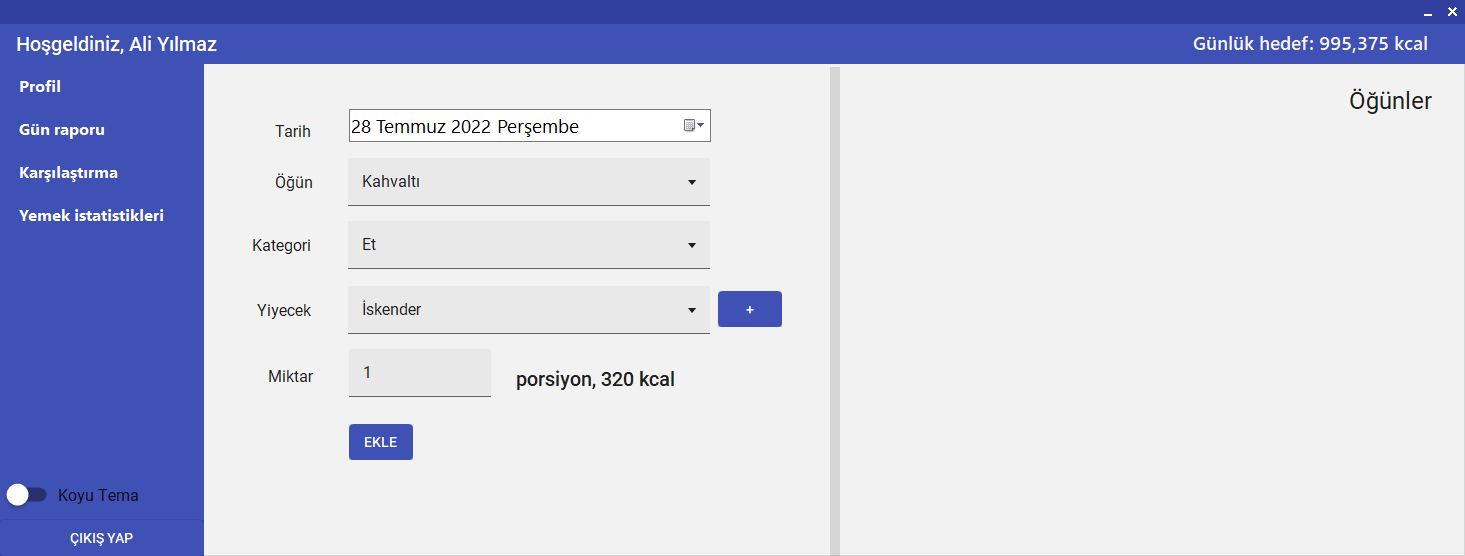 Hoşgeldiniz, Ali Yılmaz
Günlük hedef: 995,375 kcal
Profil
Gün raporu
Karşılaştırma
Yemek istatistikleri
Koyu Tema
ÇIKIŞ YAP
Tarih
28 Temmuz 2022 Perşembe
Öğün
Kahvaltı
Kategori
Et
Yiyecek
İskender
+
Miktar
1
porsiyon, 320 kcal
EKLE
Öğünler